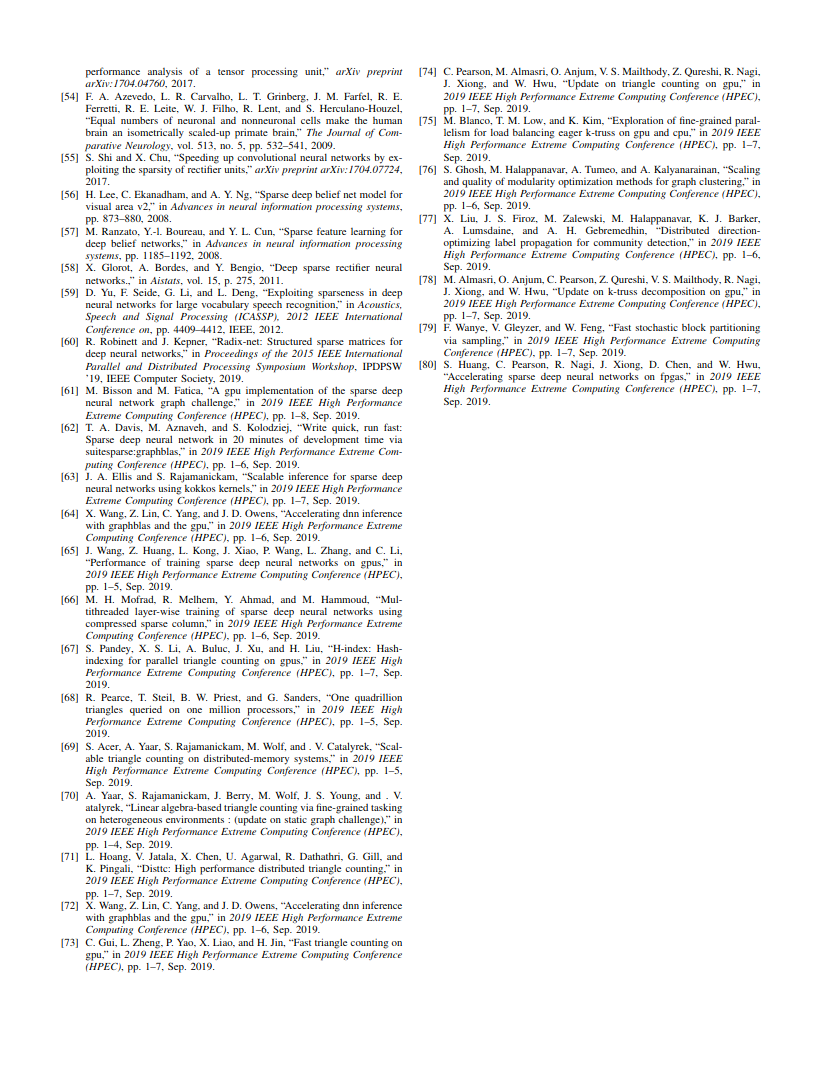 performance analysis of a tensor processing unit,” arXiv preprint
arXiv:1704.04760, 2017.
[54] F. A. Azevedo, L. R. Carvalho, L. T. Grinberg, J. M. Farfel, R. E.
Ferretti, R. E. Leite, W. J. Filho, R. Lent, and S. Herculano-Houzel,
“Equal numbers of neuronal and nonneuronal cells make the human
brain an isometrically scaled-up primate brain,” The Journal of Com-
parative Neurology, vol. 513, no. 5, pp. 532–541, 2009.
[55] S. Shi and X. Chu, “Speeding up convolutional neural networks by ex-
ploiting the sparsity of rectifier units,” arXiv preprint arXiv:1704.07724,
2017.
[56] H. Lee, C. Ekanadham, and A. Y. Ng, “Sparse deep belief net model for
visual area v2,” in Advances in neural information processing systems,
pp. 873–880, 2008.
[57] M. Ranzato, Y.-l. Boureau, and Y. L. Cun, “Sparse feature learning for
deep belief networks,” in Advances in neural information processing
systems, pp. 1185–1192, 2008.
[58] X. Glorot, A. Bordes, and Y. Bengio, “Deep sparse rectifier neural
networks.,” in Aistats, vol. 15, p. 275, 2011.
[59] D. Yu, F. Seide, G. Li, and L. Deng, “Exploiting sparseness in deep
neural networks for large vocabulary speech recognition,” in Acoustics,
Speech and Signal Processing (ICASSP), 2012 IEEE International
Conference on, pp. 4409–4412, IEEE, 2012.
[60] R. Robinett and J. Kepner, “Radix-net: Structured sparse matrices for
deep neural networks,” in Proceedings of the 2015 IEEE International
Parallel and Distributed Processing Symposium Workshop, IPDPSW
’19, IEEE Computer Society, 2019.
[61] M. Bisson and M. Fatica, “A gpu implementation of the sparse deep
neural network graph challenge,” in 2019 IEEE High Performance
Extreme Computing Conference (HPEC), pp. 1–8, Sep. 2019.
[62] T. A. Davis, M. Aznaveh, and S. Kolodziej, “Write quick, run fast:
Sparse deep neural network in 20 minutes of development time via
suitesparse:graphblas,” in 2019 IEEE High Performance Extreme Com-
puting Conference (HPEC), pp. 1–6, Sep. 2019.
[63] J. A. Ellis and S. Rajamanickam, “Scalable inference for sparse deep
neural networks using kokkos kernels,” in 2019 IEEE High Performance
Extreme Computing Conference (HPEC), pp. 1–7, Sep. 2019.
[64] X. Wang, Z. Lin, C. Yang, and J. D. Owens, “Accelerating dnn inference
with graphblas and the gpu,” in 2019 IEEE High Performance Extreme
Computing Conference (HPEC), pp. 1–6, Sep. 2019.
[65] J. Wang, Z. Huang, L. Kong, J. Xiao, P. Wang, L. Zhang, and C. Li,
“Performance of training sparse deep neural networks on gpus,” in
2019 IEEE High Performance Extreme Computing Conference (HPEC),
pp. 1–5, Sep. 2019.
[66] M. H. Mofrad, R. Melhem, Y. Ahmad, and M. Hammoud, “Mul-
tithreaded layer-wise training of sparse deep neural networks using
compressed sparse column,” in 2019 IEEE High Performance Extreme
Computing Conference (HPEC), pp. 1–6, Sep. 2019.
[67] S. Pandey, X. S. Li, A. Buluc, J. Xu, and H. Liu, “H-index: Hash-
indexing for parallel triangle counting on gpus,” in 2019 IEEE High
Performance Extreme Computing Conference (HPEC), pp. 1–7, Sep.
2019.
[68] R. Pearce, T. Steil, B. W. Priest, and G. Sanders, “One quadrillion
triangles queried on one million processors,” in 2019 IEEE High
Performance Extreme Computing Conference (HPEC), pp. 1–5, Sep.
2019.
[69] S. Acer, A. Yaar, S. Rajamanickam, M. Wolf, and . V. Catalyrek, “Scal-
able triangle counting on distributed-memory systems,” in 2019 IEEE
High Performance Extreme Computing Conference (HPEC), pp. 1–5,
Sep. 2019.
[70] A. Yaar, S. Rajamanickam, J. Berry, M. Wolf, J. S. Young, and . V.
atalyrek, “Linear algebra-based triangle counting via fine-grained tasking
on heterogeneous environments : (update on static graph challenge),” in
2019 IEEE High Performance Extreme Computing Conference (HPEC),
pp. 1–4, Sep. 2019.
[71] L. Hoang, V. Jatala, X. Chen, U. Agarwal, R. Dathathri, G. Gill, and
K. Pingali, “Disttc: High performance distributed triangle counting,” in
2019 IEEE High Performance Extreme Computing Conference (HPEC),
pp. 1–7, Sep. 2019.
[72] X. Wang, Z. Lin, C. Yang, and J. D. Owens, “Accelerating dnn inference
with graphblas and the gpu,” in 2019 IEEE High Performance Extreme
Computing Conference (HPEC), pp. 1–6, Sep. 2019.
[73] C. Gui, L. Zheng, P. Yao, X. Liao, and H. Jin, “Fast triangle counting on
gpu,” in 2019 IEEE High Performance Extreme Computing Conference
(HPEC), pp. 1–7, Sep. 2019.
[74] C. Pearson, M. Almasri, O. Anjum, V. S. Mailthody, Z. Qureshi, R. Nagi,
J. Xiong, and W. Hwu, “Update on triangle counting on gpu,” in
2019 IEEE High Performance Extreme Computing Conference (HPEC),
pp. 1–7, Sep. 2019.
[75] M. Blanco, T. M. Low, and K. Kim, “Exploration of fine-grained paral-
lelism for load balancing eager k-truss on gpu and cpu,” in 2019 IEEE
High Performance Extreme Computing Conference (HPEC), pp. 1–7,
Sep. 2019.
[76] S. Ghosh, M. Halappanavar, A. Tumeo, and A. Kalyanarainan, “Scaling
and quality of modularity optimization methods for graph clustering,” in
2019 IEEE High Performance Extreme Computing Conference (HPEC),
pp. 1–6, Sep. 2019.
[77] X. Liu, J. S. Firoz, M. Zalewski, M. Halappanavar, K. J. Barker,
A. Lumsdaine, and A. H. Gebremedhin, “Distributed direction-
optimizing label propagation for community detection,” in 2019 IEEE
High Performance Extreme Computing Conference (HPEC), pp. 1–6,
Sep. 2019.
[78] M. Almasri, O. Anjum, C. Pearson, Z. Qureshi, V. S. Mailthody, R. Nagi,
J. Xiong, and W. Hwu, “Update on k-truss decomposition on gpu,” in
2019 IEEE High Performance Extreme Computing Conference (HPEC),
pp. 1–7, Sep. 2019.
[79] F. Wanye, V. Gleyzer, and W. Feng, “Fast stochastic block partitioning
via sampling,” in 2019 IEEE High Performance Extreme Computing
Conference (HPEC), pp. 1–7, Sep. 2019.
[80] S. Huang, C. Pearson, R. Nagi, J. Xiong, D. Chen, and W. Hwu,
“Accelerating sparse deep neural networks on fpgas,” in 2019 IEEE
High Performance Extreme Computing Conference (HPEC), pp. 1–7,
Sep. 2019.